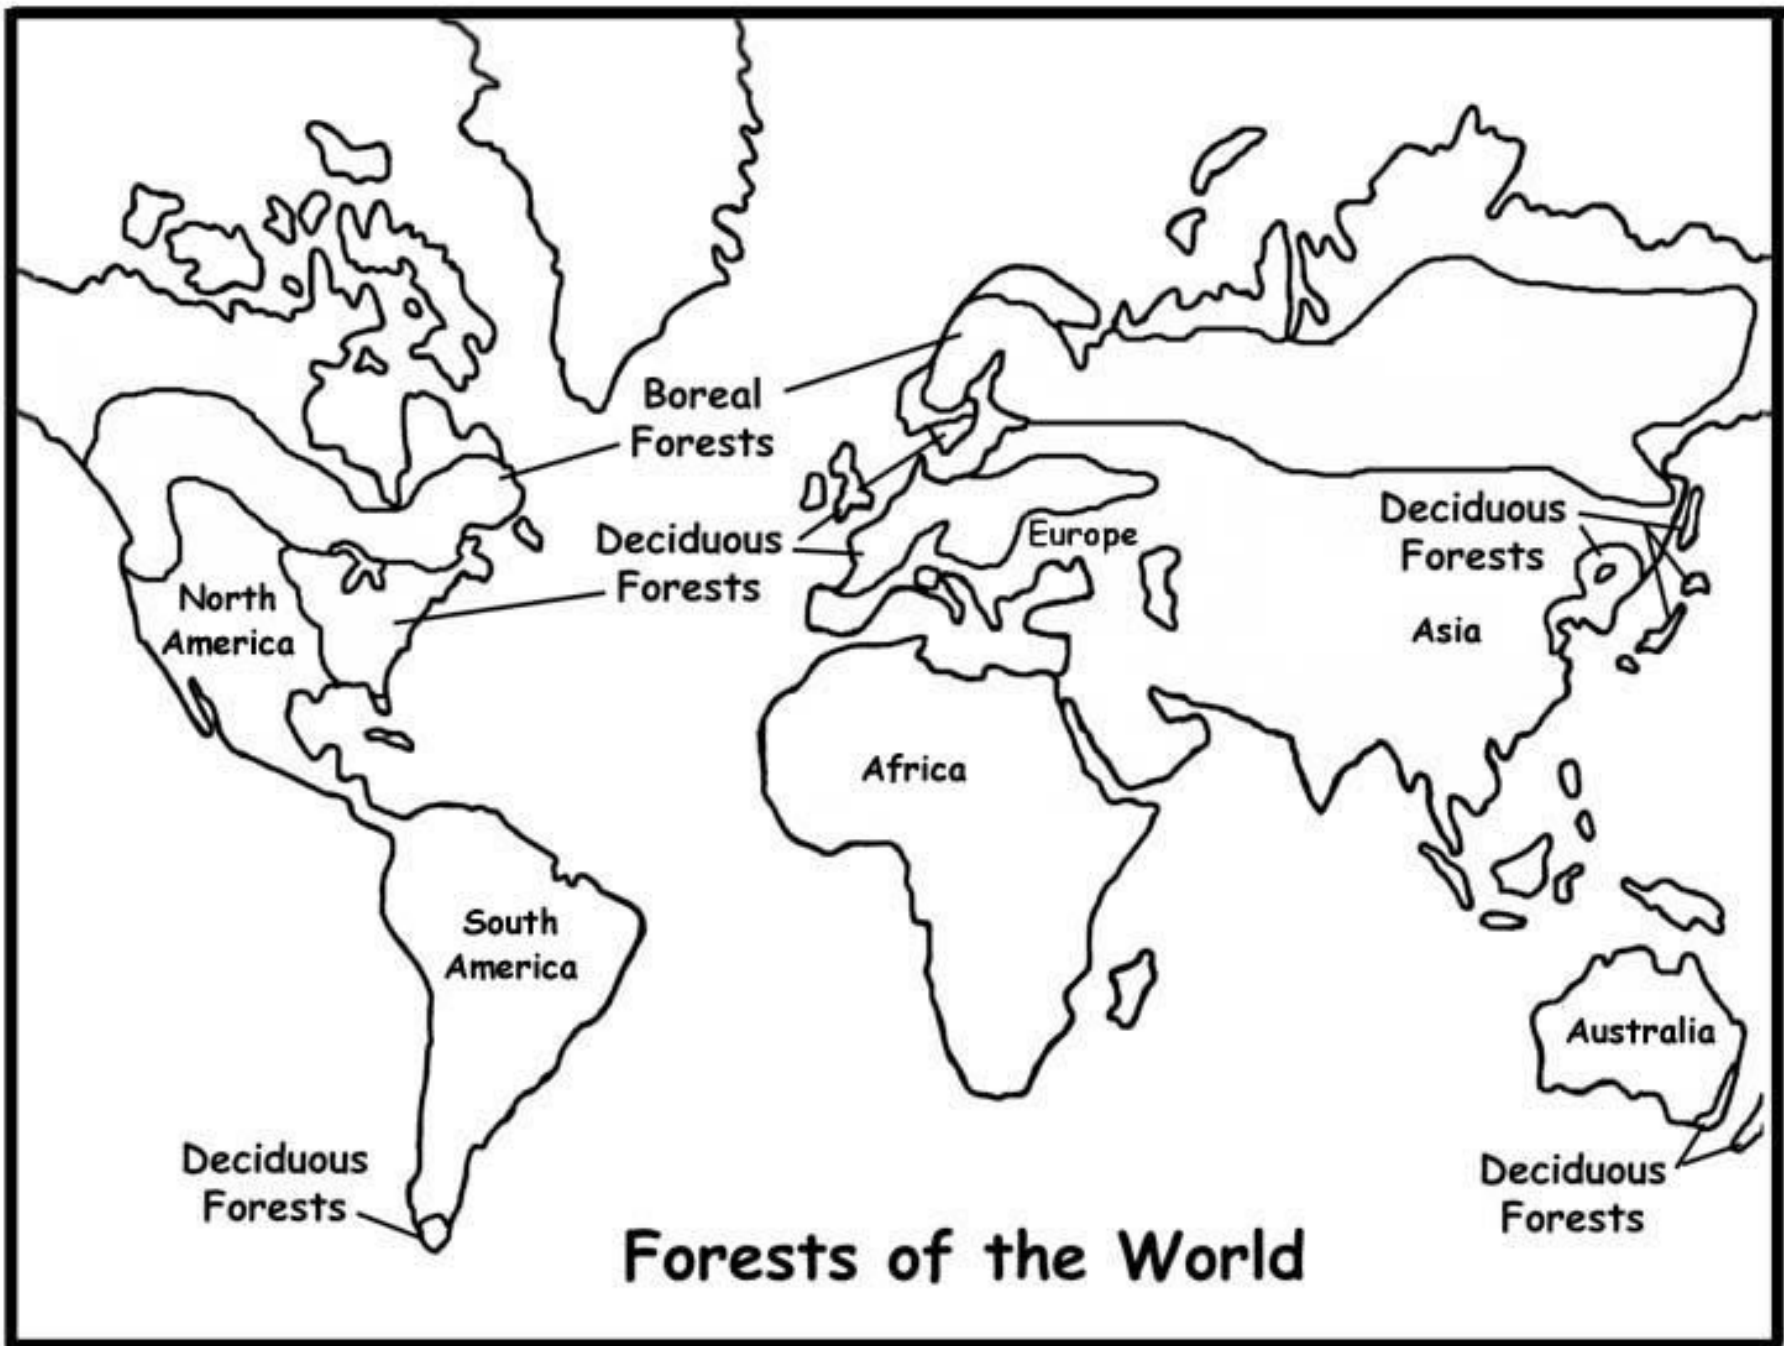 Boreal
Forests
Deciduous
Forests
Europe
Deciduous
Forests
North
America
Asia
Africa
South
America
Australia
Deciduous
Forests
Deciduous
Forests
Forests of the World